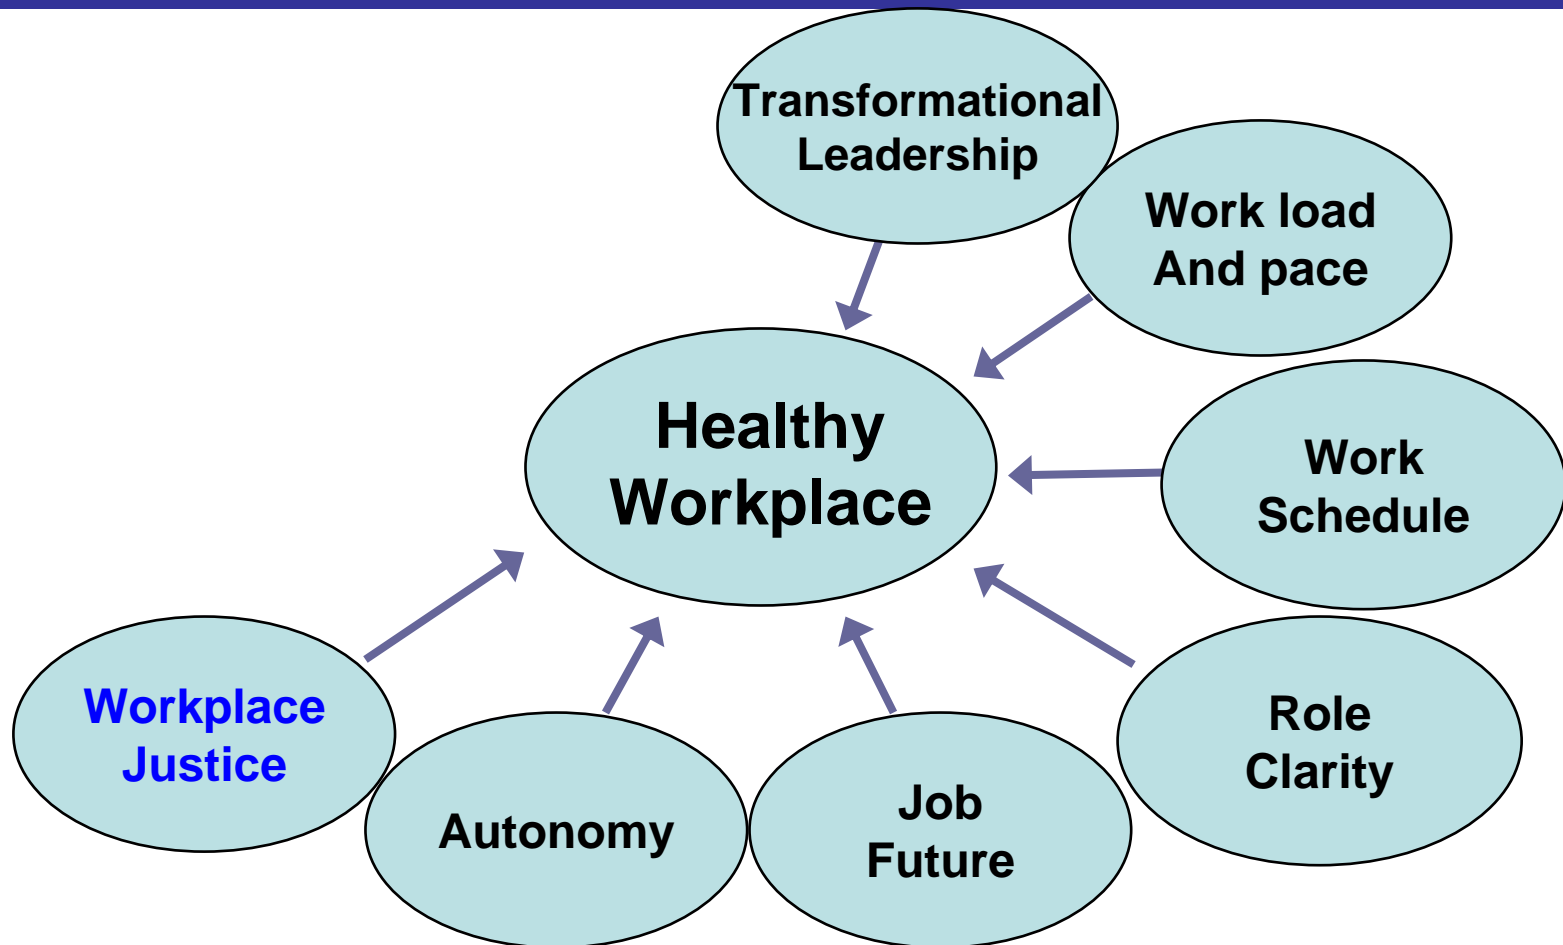 Transformational
Leadership
Work load
And pace
Healthy
Workplace
Work
Schedule
Workplace
Justice
Role
Clarity
Autonomy
Job
Future